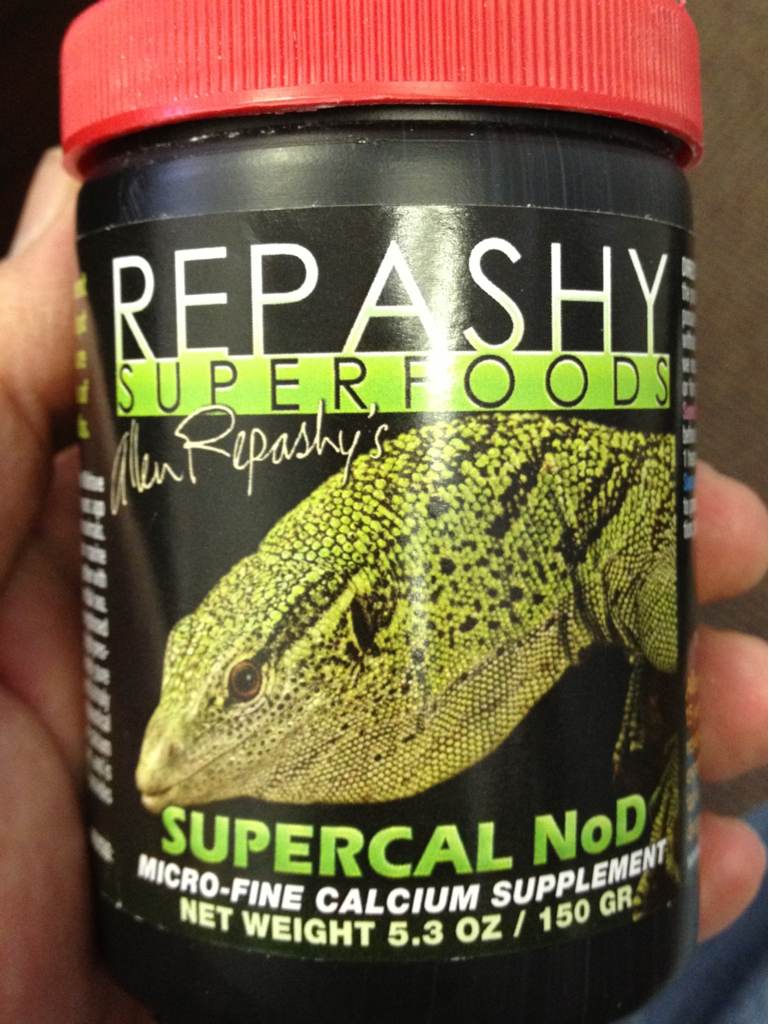 REPASHY
SUPERFOODS
Allen Repashy's
SUPERCAL NoD
MICRO-FINE CALCIUM SUPPLEMENT
NET WEIGHT 5.3 OZ / 150 GR